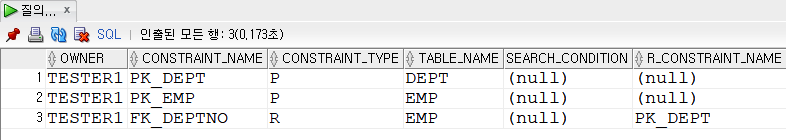 질의... x
SQL | 인출된 모든 행: 3(0,173초)
OWNER CONSTRAINT_NAME CONSTRAINT_TYPE TABLE_NAME SEARCH_CONDITION R_CONSTRAINT_NAME
1 TESTER1 PK_DEPT P DEPT (null) (null)
2 TESTER1 PK_EMP P EMP (null) (null)
3 TESTER1 FK_DEPTNO R EMP (null) PK_DEPT